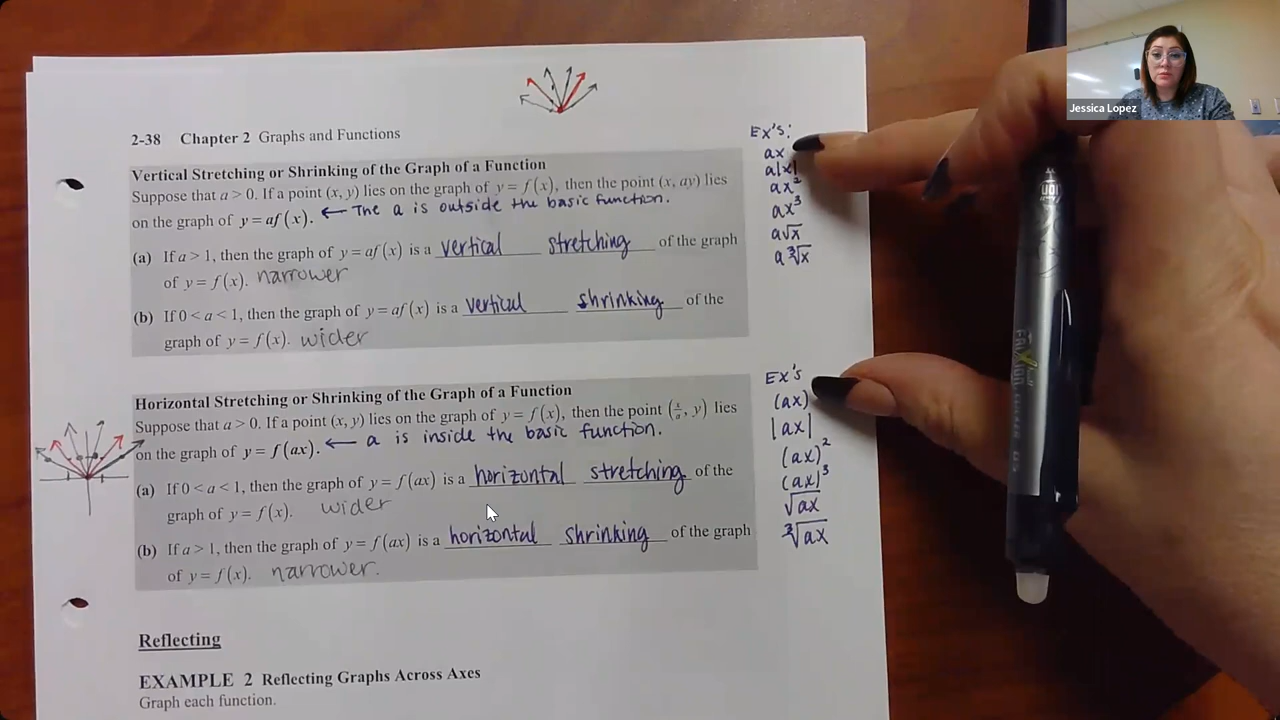 Jessica Lopez
2-38 Chapter 2 Graphs and Functions
Vertical Stretching or Shrinking of the Graph of a Function
Suppose that a > 0. If a point (x, y) lies on the graph of y = f(x), then the point (x, ay) lies
on the graph of y = af(x). ← The a is outside the basic function.
(a) If a > 1, then the graph of y = af(x) is a vertical stretching of the graph
of y = f(x). narrower
(b) If 0 < a < 1, then the graph of y = af(x) is a vertical shrinking of the
graph of y = f(x). wider
Ex's:
ax
a|x|
ax²
ax³
a√x
a∛x
Horizontal Stretching or Shrinking of the Graph of a Function
Suppose that a > 0. If a point (x, y) lies on the graph of y = f(x), then the point (x/a, y) lies
on the graph of y = f(ax). ← a is inside the basic function.
(a) If 0 < a < 1, then the graph of y = f(ax) is a horizontal stretching of the
graph of y = f(x). wider
(b) If a > 1, then the graph of y = f(ax) is a horizontal shrinking of the graph
of y = f(x). narrower.
Ex's
(ax)
|ax|
(ax)²
(ax)³
√ax
∛ax
Reflecting
EXAMPLE 2 Reflecting Graphs Across Axes
Graph each function.